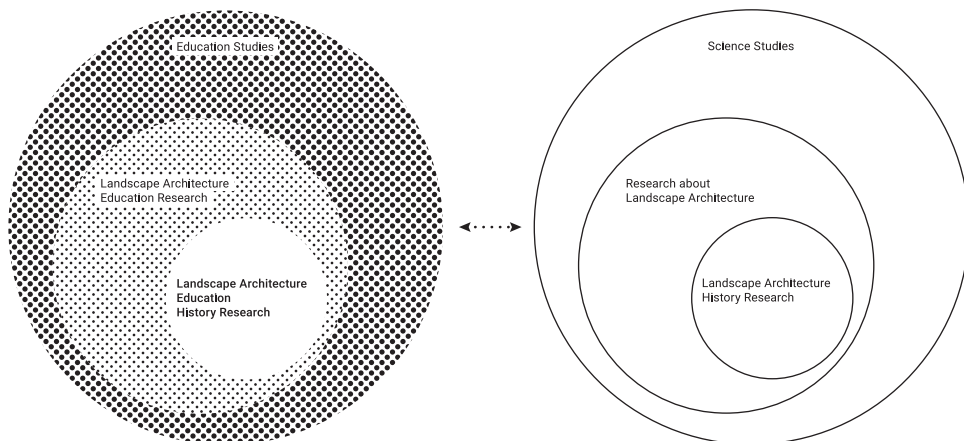 Education Studies
Landscape Architecture
Education Research
Landscape Architecture
Education
History Research
Science Studies
Research about
Landscape Architecture
Landscape Architecture
History Research